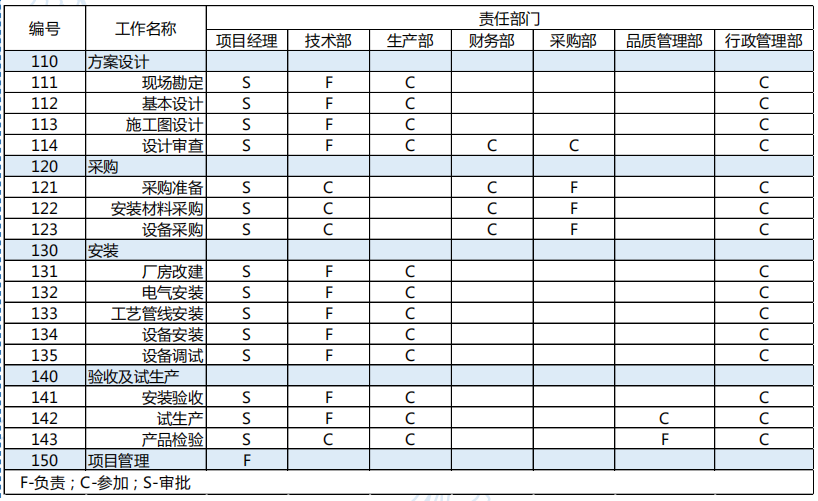 编号 工作名称 责任部门
项目经理 技术部 生产部 财务部 采购部 品质管理部 行政管理部
110 方案设计
111 现场勘定 S F C C
112 基本设计 S F C C
113 施工图设计 S F C C
114 设计审查 S F C C C C
120 采购
121 采购准备 S C C F C
122 安装材料采购 S C C F C
123 设备采购 S C C F C
130 安装
131 厂房改建 S F C C
132 电气安装 S F C C
133 工艺管线安装 S F C C
134 设备安装 S F C C
135 设备调试 S F C C
140 验收及试生产
141 安装验收 S F C C
142 试生产 S F C C C
143 产品检验 S C C F C
150 项目管理 F
F-负责；C-参加；S-审批